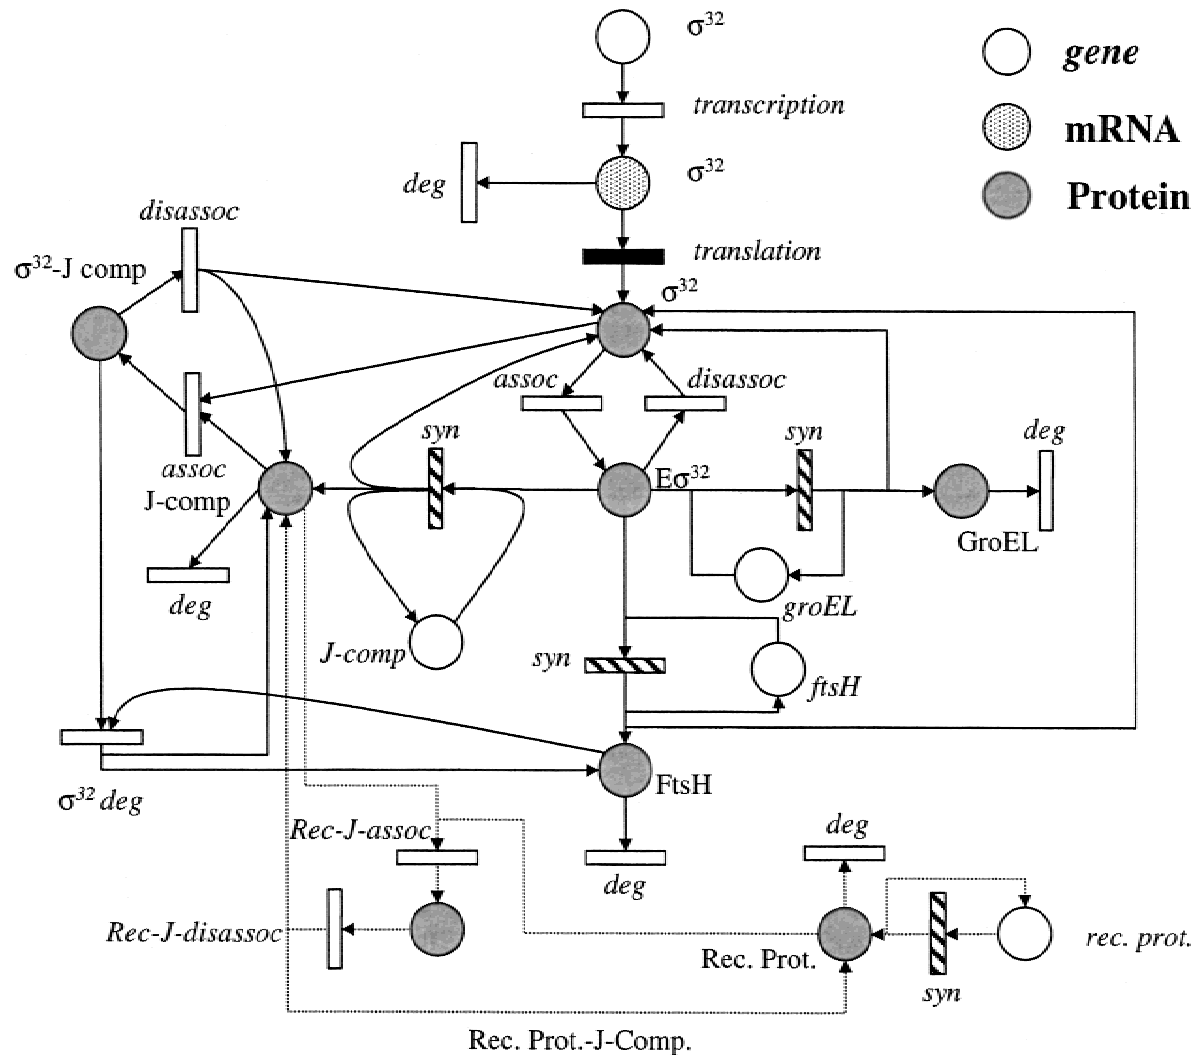 σ³²
gene
transcription
mRNA
σ³²
deg
Protein
disassoc
translation
σ³²-J comp
σ³²
assoc
disassoc
syn
syn
deg
assoc
Eσ³²
J-comp
GroEL
deg
groEL
J-comp
syn
ftsH
FtsH
σ³² deg
Rec-J-assoc
deg
deg
Rec-J-disassoc
Rec. Prot.
rec. prot.
syn
Rec. Prot.-J-Comp.